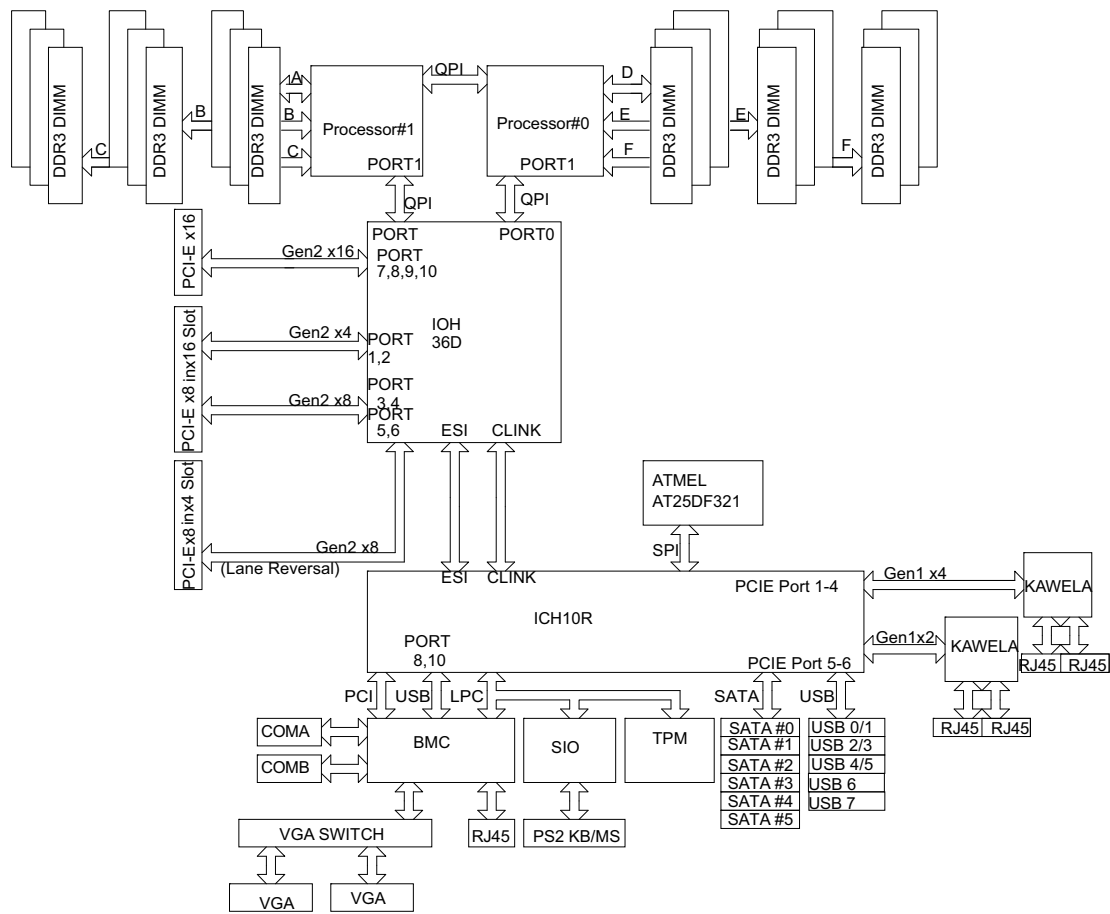 DDR3 DIMM
DDR3 DIMM
DDR3 DIMM
C
B
A
B
C
Processor#1
PORT1
QPI
Processor#0
PORT1
D
E
F
DDR3 DIMM
E
DDR3 DIMM
F
DDR3 DIMM
QPI
QPI
PCI-E x16
Gen2 x16
PORT
PORT0
PORT
7,8,9,10
IOH
36D
PCI-E x8 inx16 Slot
Gen2 x4
PORT
1,2
Gen2 x8
PORT
3,4
PORT
5,6
ESI
CLINK
PCI-Ex8 inx4 Slot
Gen2 x8
(Lane Reversal)
ATMEL
AT25DF321
SPI
ESI
CLINK
PCIE Port 1-4
ICH10R
PORT
8,10
PCIE Port 5-6
Gen1 x4
KAWELA
RJ45
RJ45
Gen1x2
KAWELA
RJ45
RJ45
PCI
USB
LPC
SATA
USB
COMA
COMB
BMC
SIO
TPM
SATA #0
SATA #1
SATA #2
SATA #3
SATA #4
SATA #5
USB 0/1
USB 2/3
USB 4/5
USB 6
USB 7
VGA SWITCH
RJ45
PS2 KB/MS
VGA
VGA